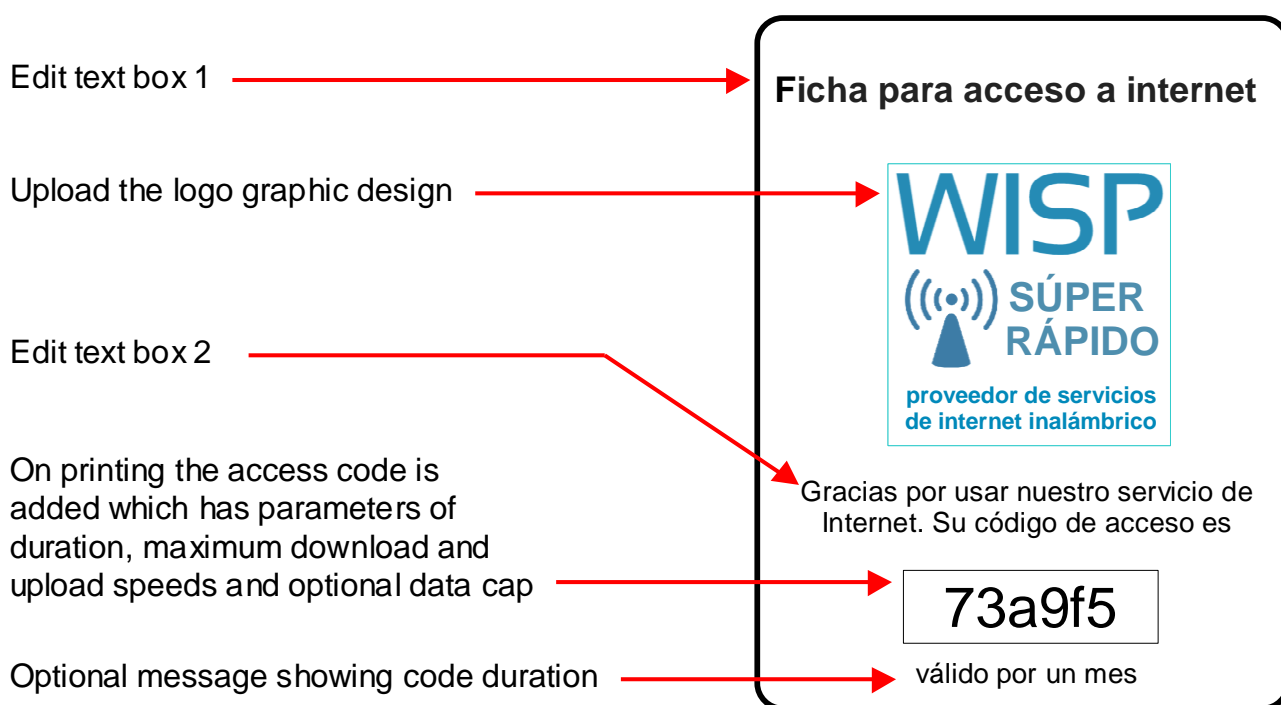 Edit text box 1
Ficha para acceso a internet
Upload the logo graphic design
WISP
SÚPER
RÁPIDO
proveedor de servicios
de internet inalámbrico
Edit text box 2
Gracias por usar nuestro servicio de
Internet. Su código de acceso es
On printing the access code is
added which has parameters of
duration, maximum download and
upload speeds and optional data cap
73a9f5
Optional message showing code duration
válido por un mes